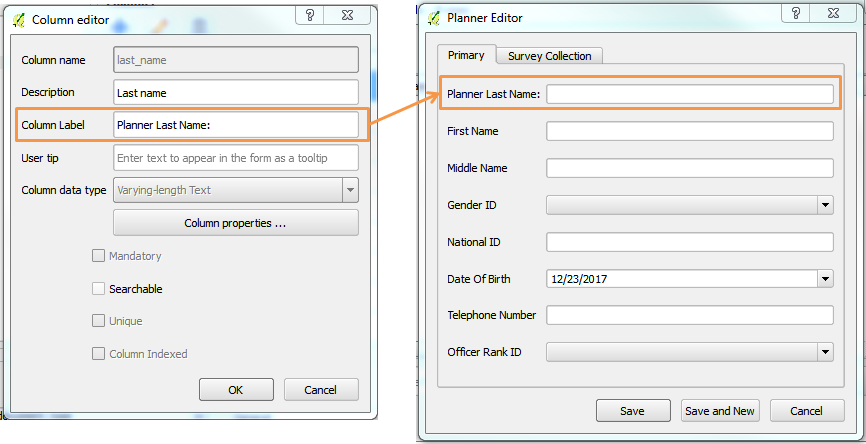 Column editor
?
Column name last_name
Description Last name
Column Label Planner Last Name:
User tip Enter text to appear in the form as a tooltip
Column data type Varying-length Text
Column properties ...
Mandatory
Searchable
Unique
Column Indexed
OK Cancel
Planner Editor
?
Primary Survey Collection
Planner Last Name:
First Name
Middle Name
Gender ID
National ID
Date Of Birth 12/23/2017
Telephone Number
Officer Rank ID
Save Save and New Cancel